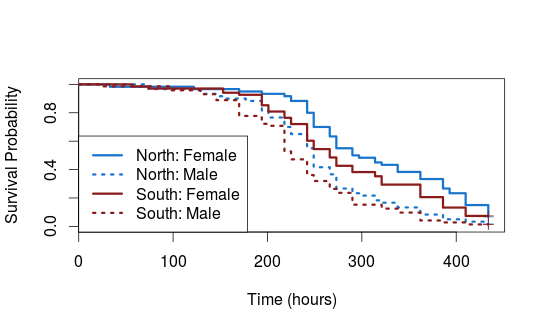 Survival Probability
0.8
0.4
0.0
North: Female
North: Male
South: Female
South: Male
0 100 200 300 400
Time (hours)